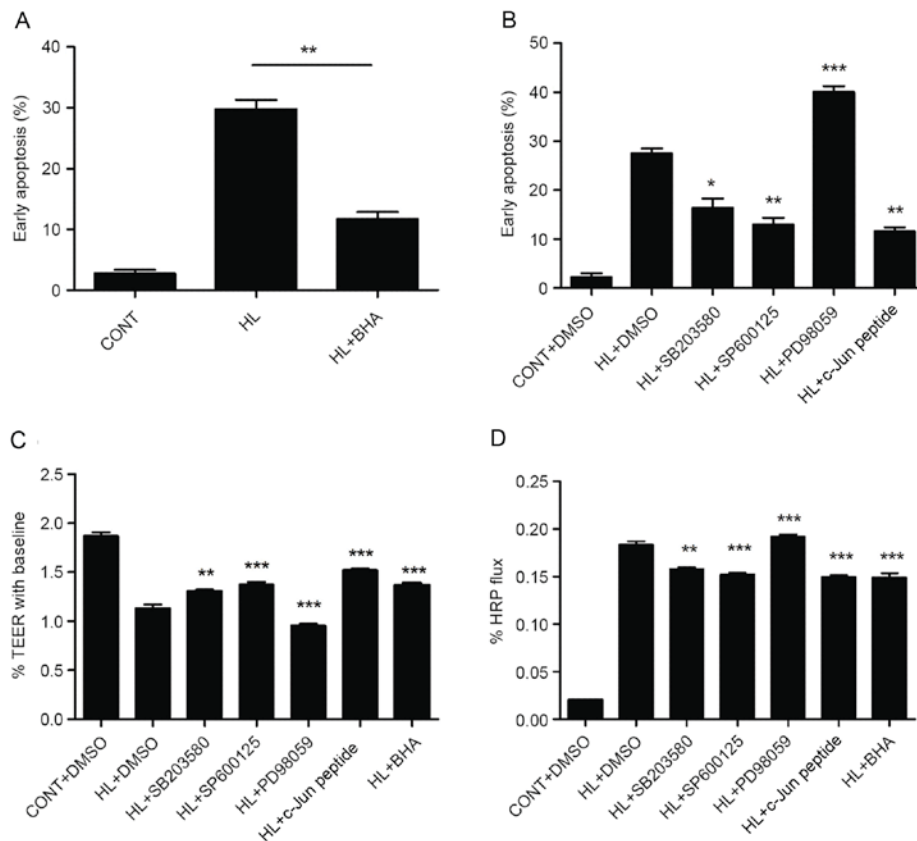 A
Early apoptosis (%)
40
30
20
10
0
**
CONT
HL
HL+BHA
B
Early apoptosis (%)
50
40
30
20
10
0
*
**
***
**
CONT+DMSO
HL+DMSO
HL+SB203580
HL+SP600125
HL+PD98059
HL+c-Jun peptide
C
% TEER with baseline
2.5
2.0
1.5
1.0
0.5
0.0
**
***
***
***
***
CONT+DMSO
HL+DMSO
HL+SB203580
HL+SP600125
HL+PD98059
HL+c-Jun peptide
HL+BHA
D
% HRP flux
0.25
0.20
0.15
0.10
0.05
0.00
**
***
***
***
***
CONT+DMSO
HL+DMSO
HL+SB203580
HL+SP600125
HL+PD98059
HL+c-Jun peptide
HL+BHA